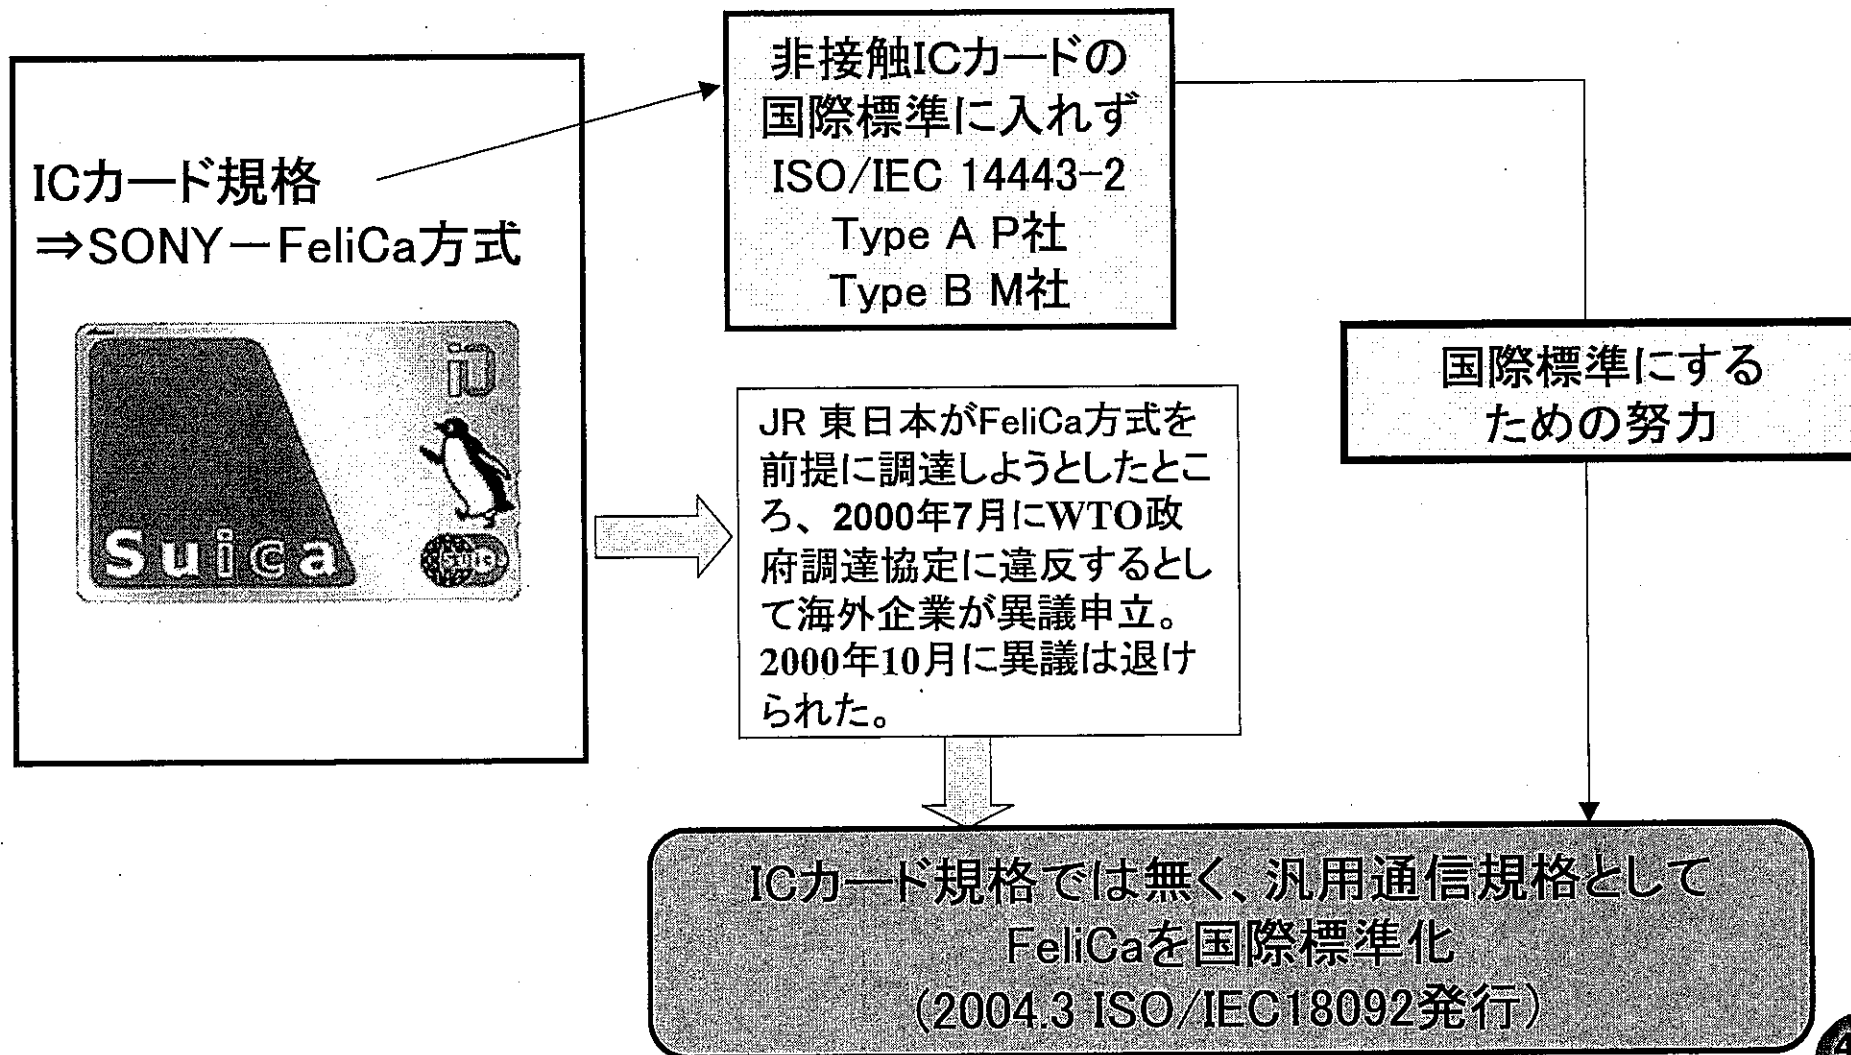 ICカード規格
⇒SONY－FeliCa方式
iD
Suica
非接触ICカードの
国際標準に入れず
ISO/IEC 14443-2
Type A P社
Type B M社
JR 東日本がFeliCa方式を
前提に調達しようとしたとこ
ろ、2000年7月にWTO政
府調達協定に違反するとし
て海外企業が異議申立。
2000年10月に異議は退け
られた。
国際標準にする
ための努力
ICカード規格では無く、汎用通信規格として
FeliCaを国際標準化
(2004.3 ISO/IEC18092発行)